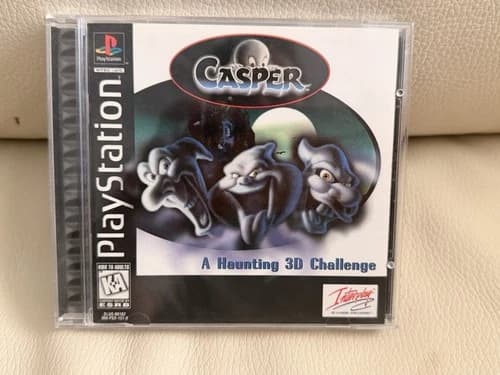 PlayStation
CASPER
PlayStation
A Haunting 3D Challenge
KIDS TO ADULTS
K-A
ESRB
Interplay